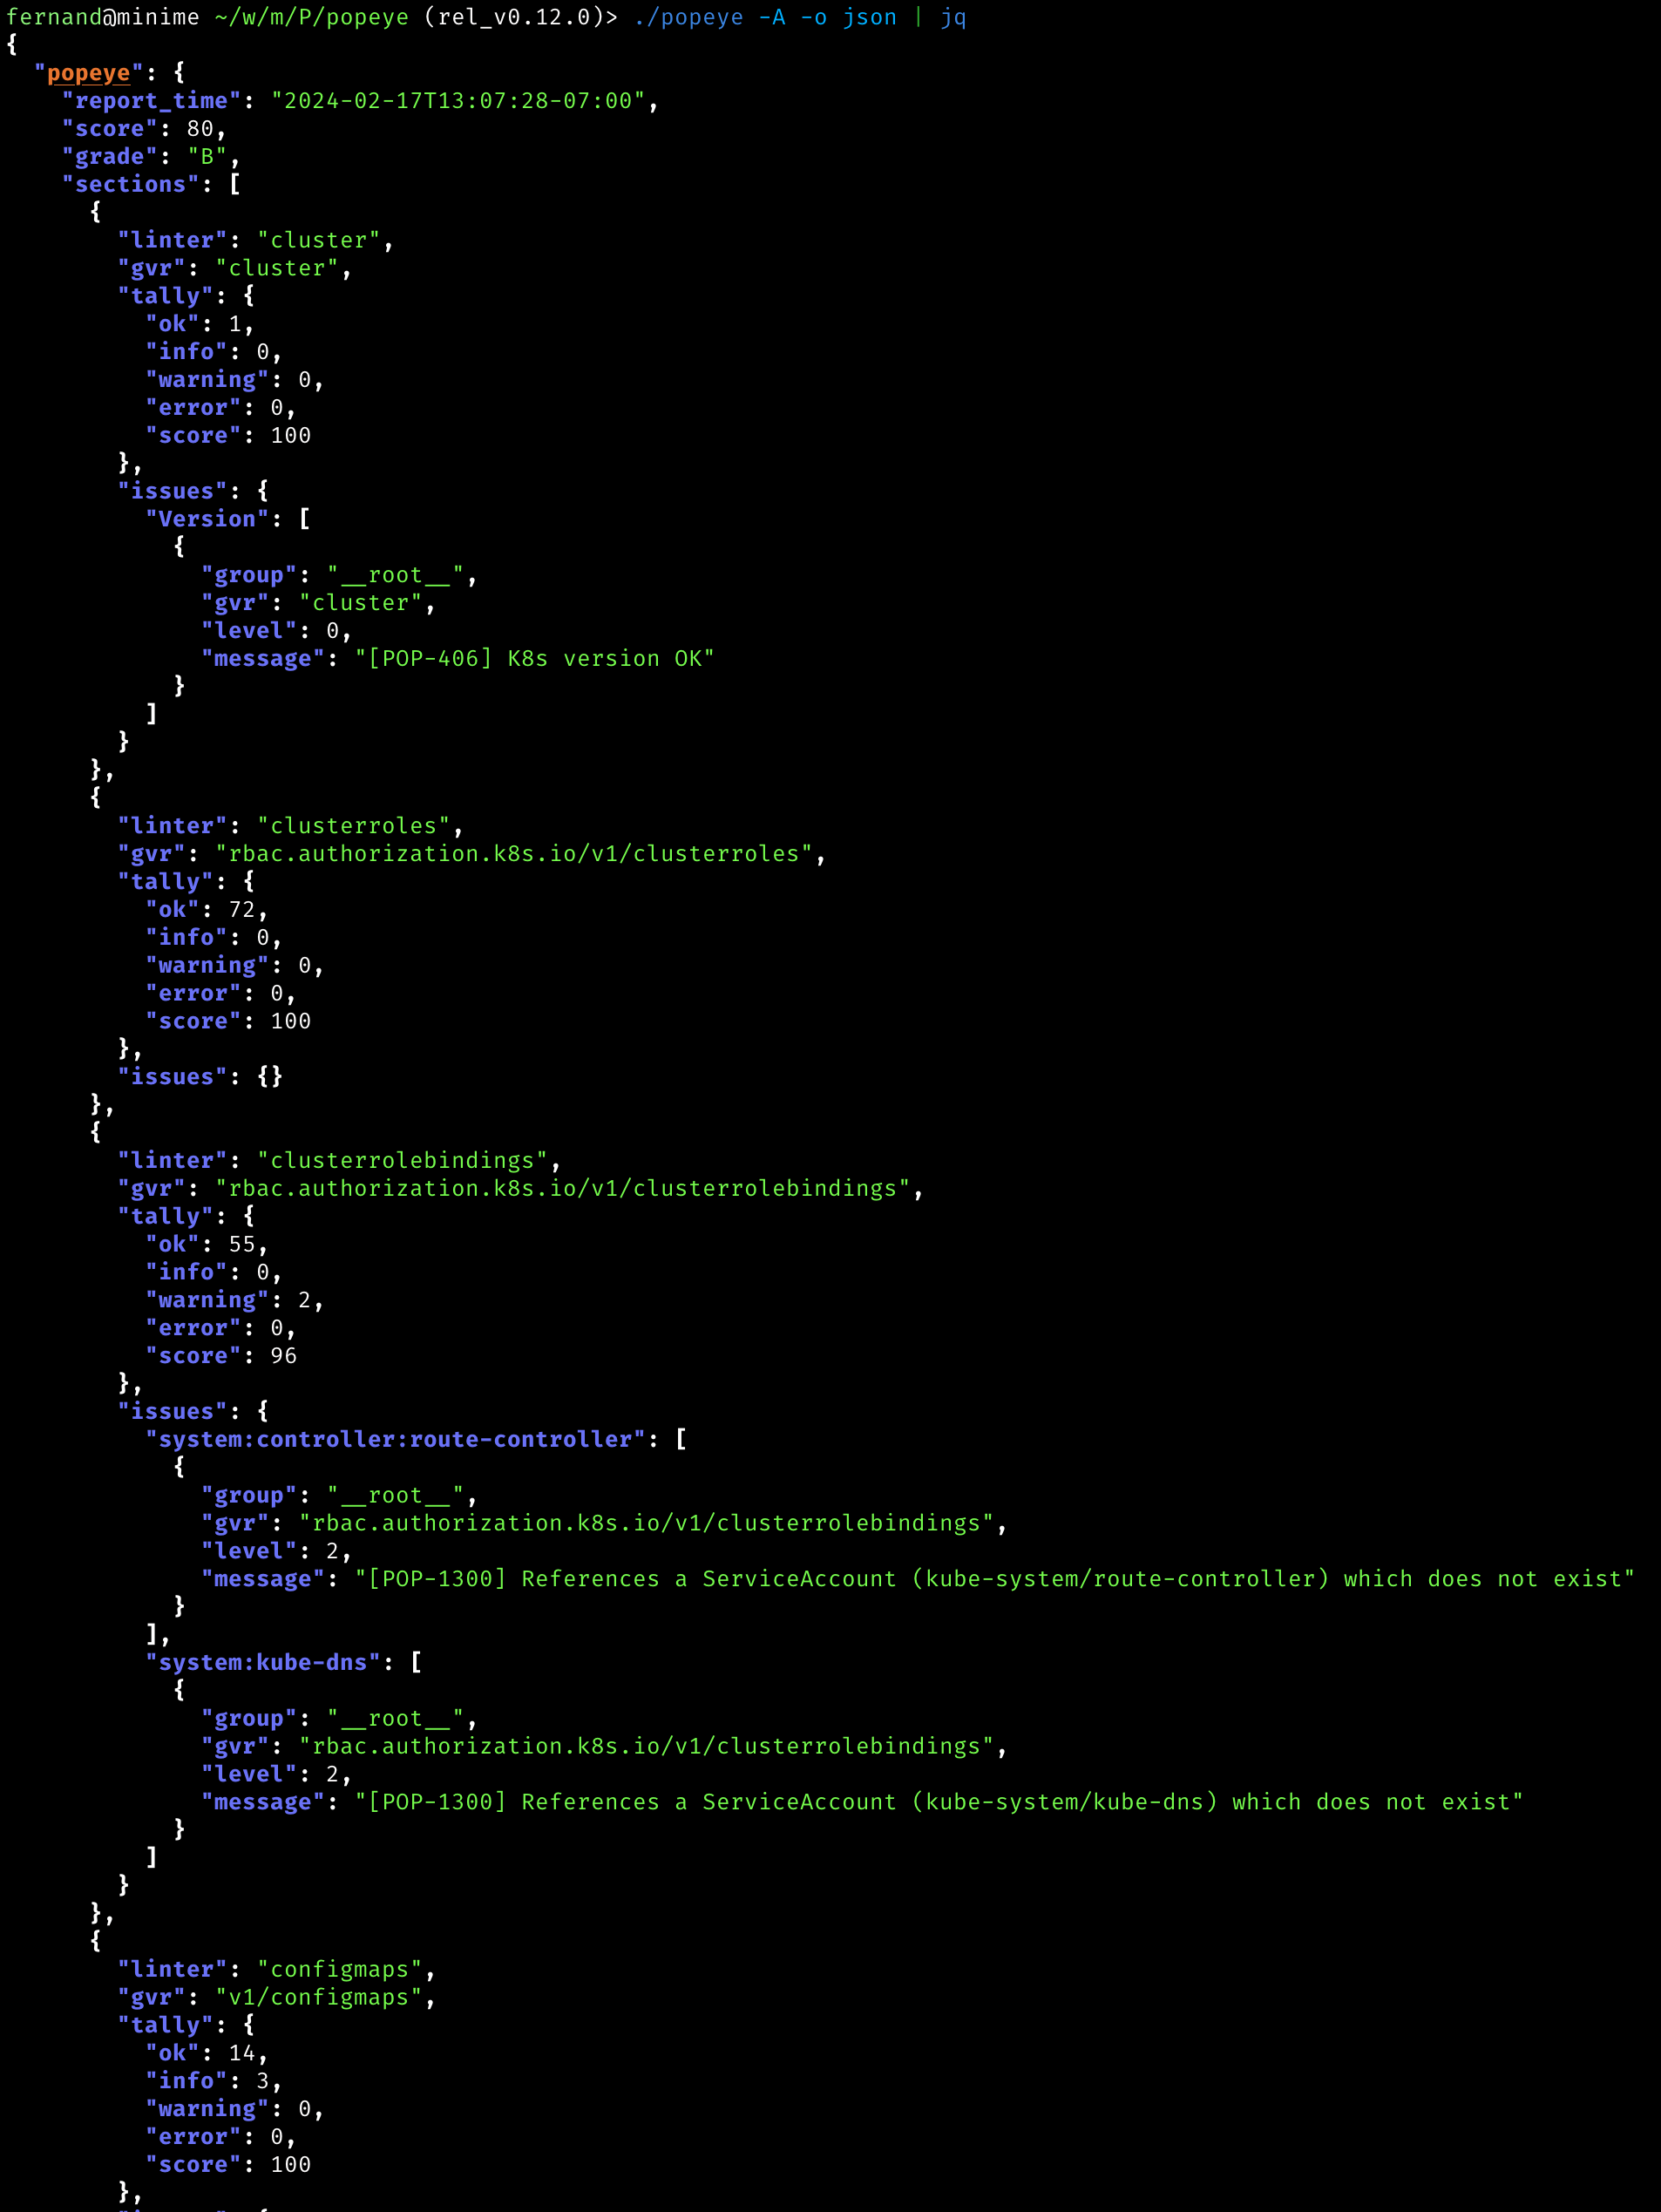 fernand@minime ~/w/m/P/popeye (rel_v0.12.0)> ./popeye -A -o json | jq
{
  "popeye": {
    "report_time": "2024-02-17T13:07:28-07:00",
    "score": 80,
    "grade": "B",
    "sections": [
      {
        "linter": "cluster",
        "gvr": "cluster",
        "tally": {
          "ok": 1,
          "info": 0,
          "warning": 0,
          "error": 0,
          "score": 100
        },
        "issues": {
          "Version": [
            {
              "group": "__root__",
              "gvr": "cluster",
              "level": 0,
              "message": "[POP-406] K8s version OK"
            }
          ]
        }
      },
      {
        "linter": "clusterroles",
        "gvr": "rbac.authorization.k8s.io/v1/clusterroles",
        "tally": {
          "ok": 72,
          "info": 0,
          "warning": 0,
          "error": 0,
          "score": 100
        },
        "issues": {}
      },
      {
        "linter": "clusterrolebindings",
        "gvr": "rbac.authorization.k8s.io/v1/clusterrolebindings",
        "tally": {
          "ok": 55,
          "info": 0,
          "warning": 2,
          "error": 0,
          "score": 96
        },
        "issues": {
          "system:controller:route-controller": [
            {
              "group": "__root__",
              "gvr": "rbac.authorization.k8s.io/v1/clusterrolebindings",
              "level": 2,
              "message": "[POP-1300] References a ServiceAccount (kube-system/route-controller) which does not exist"
            }
          ],
          "system:kube-dns": [
            {
              "group": "__root__",
              "gvr": "rbac.authorization.k8s.io/v1/clusterrolebindings",
              "level": 2,
              "message": "[POP-1300] References a ServiceAccount (kube-system/kube-dns) which does not exist"
            }
          ]
        }
      },
      {
        "linter": "configmaps",
        "gvr": "v1/configmaps",
        "tally": {
          "ok": 14,
          "info": 3,
          "warning": 0,
          "error": 0,
          "score": 100
        },